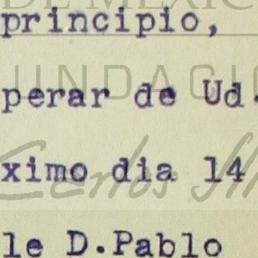 principio,
perar de Ud.
ximo dia 14
le D.Pablo